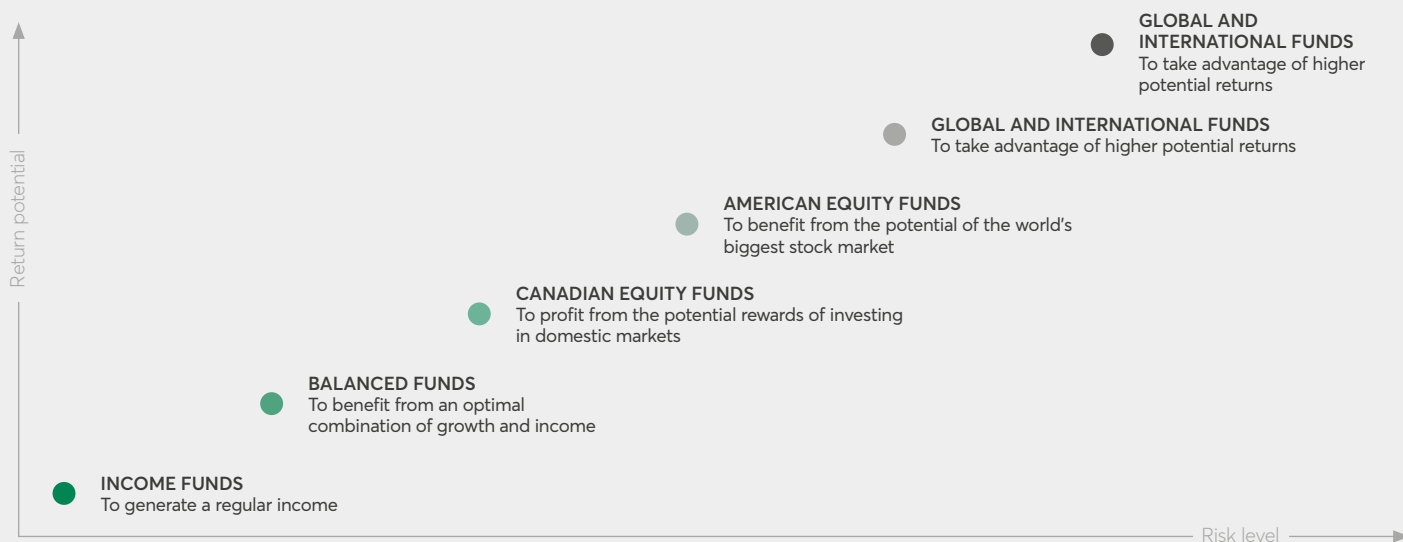 GLOBAL AND
INTERNATIONAL FUNDS
To take advantage of higher
potential returns
GLOBAL AND INTERNATIONAL FUNDS
To take advantage of higher potential returns
Return potential
AMERICAN EQUITY FUNDS
To benefit from the potential of the world's
biggest stock market
CANADIAN EQUITY FUNDS
To profit from the potential rewards of investing
in domestic markets
BALANCED FUNDS
To benefit from an optimal
combination of growth and income
INCOME FUNDS
To generate a regular income
Risk level